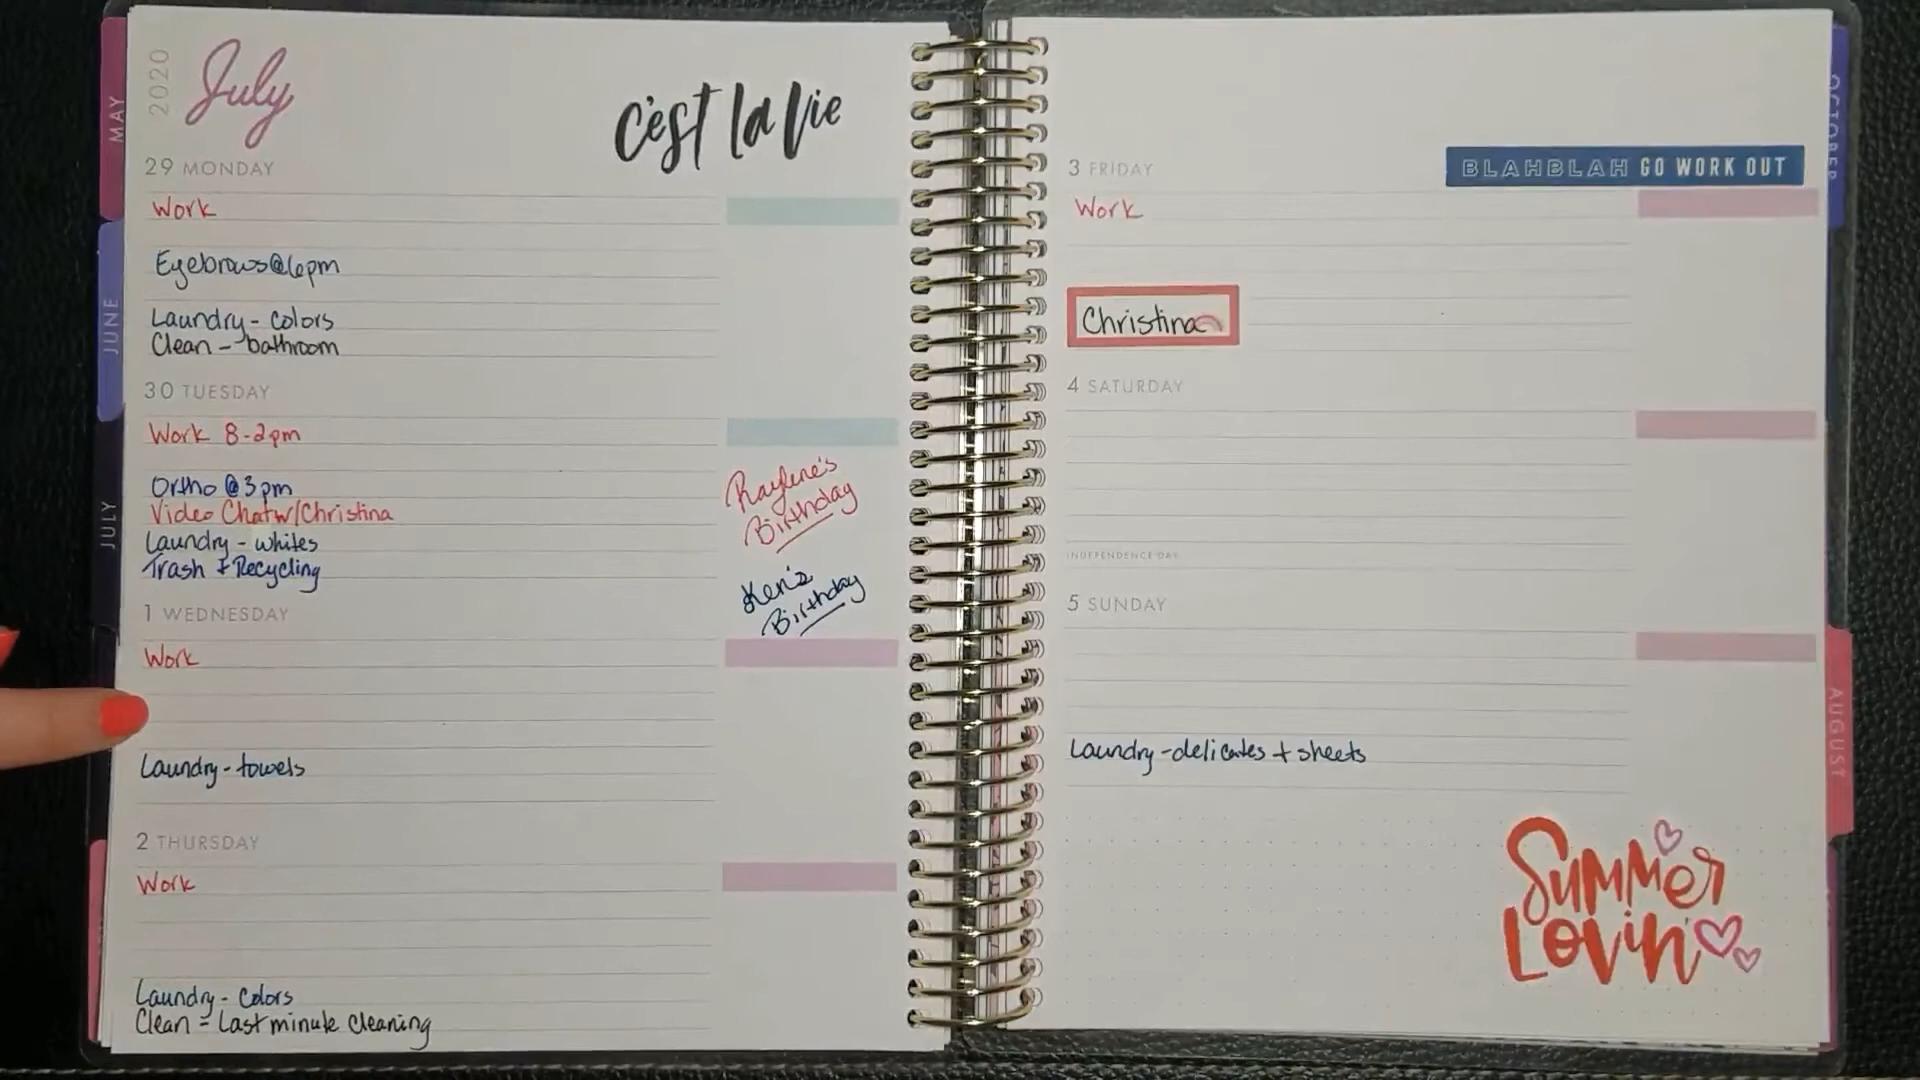 MAY
JUNE
JULY
2020
July
c'est la vie
29 MONDAY
Work
Eyebrows@6pm
Laundry - colors
Clean - bathroom
30 TUESDAY
Work 8-2pm
Ortho @ 3pm
Video Chat w/Christina
Laundry - whites
Trash + Recycling
Raylene's
Birthday
Ken's
Birthday
1 WEDNESDAY
Work
Laundry - towels
2 THURSDAY
Work
Laundry - colors
Clean - Last minute cleaning
3 FRIDAY
BLAHBLAH GO WORK OUT
Work
Christina
4 SATURDAY
INDEPENDENCE DAY
5 SUNDAY
Laundry - delicates + sheets
Summer
Lovin'
OCTOBER
AUGUST